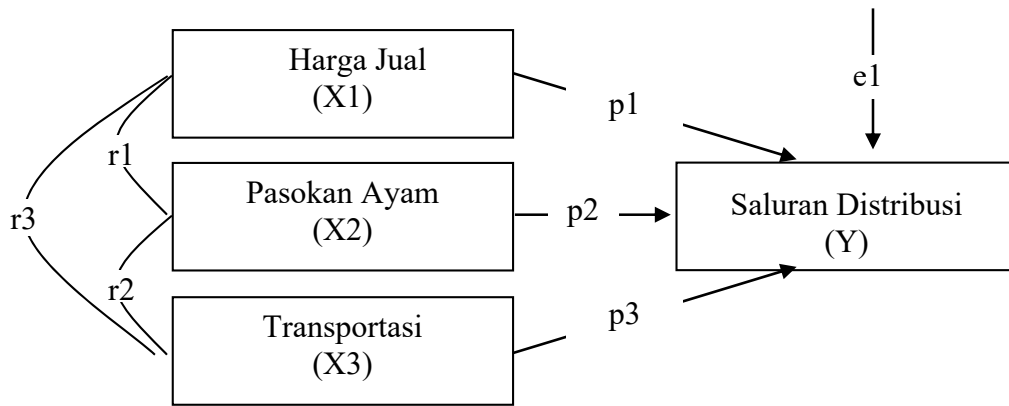 Harga Jual
(X1)
e1
p1
r1
Pasokan Ayam
(X2)
p2
Saluran Distribusi
(Y)
r3
r2
Transportasi
(X3)
p3